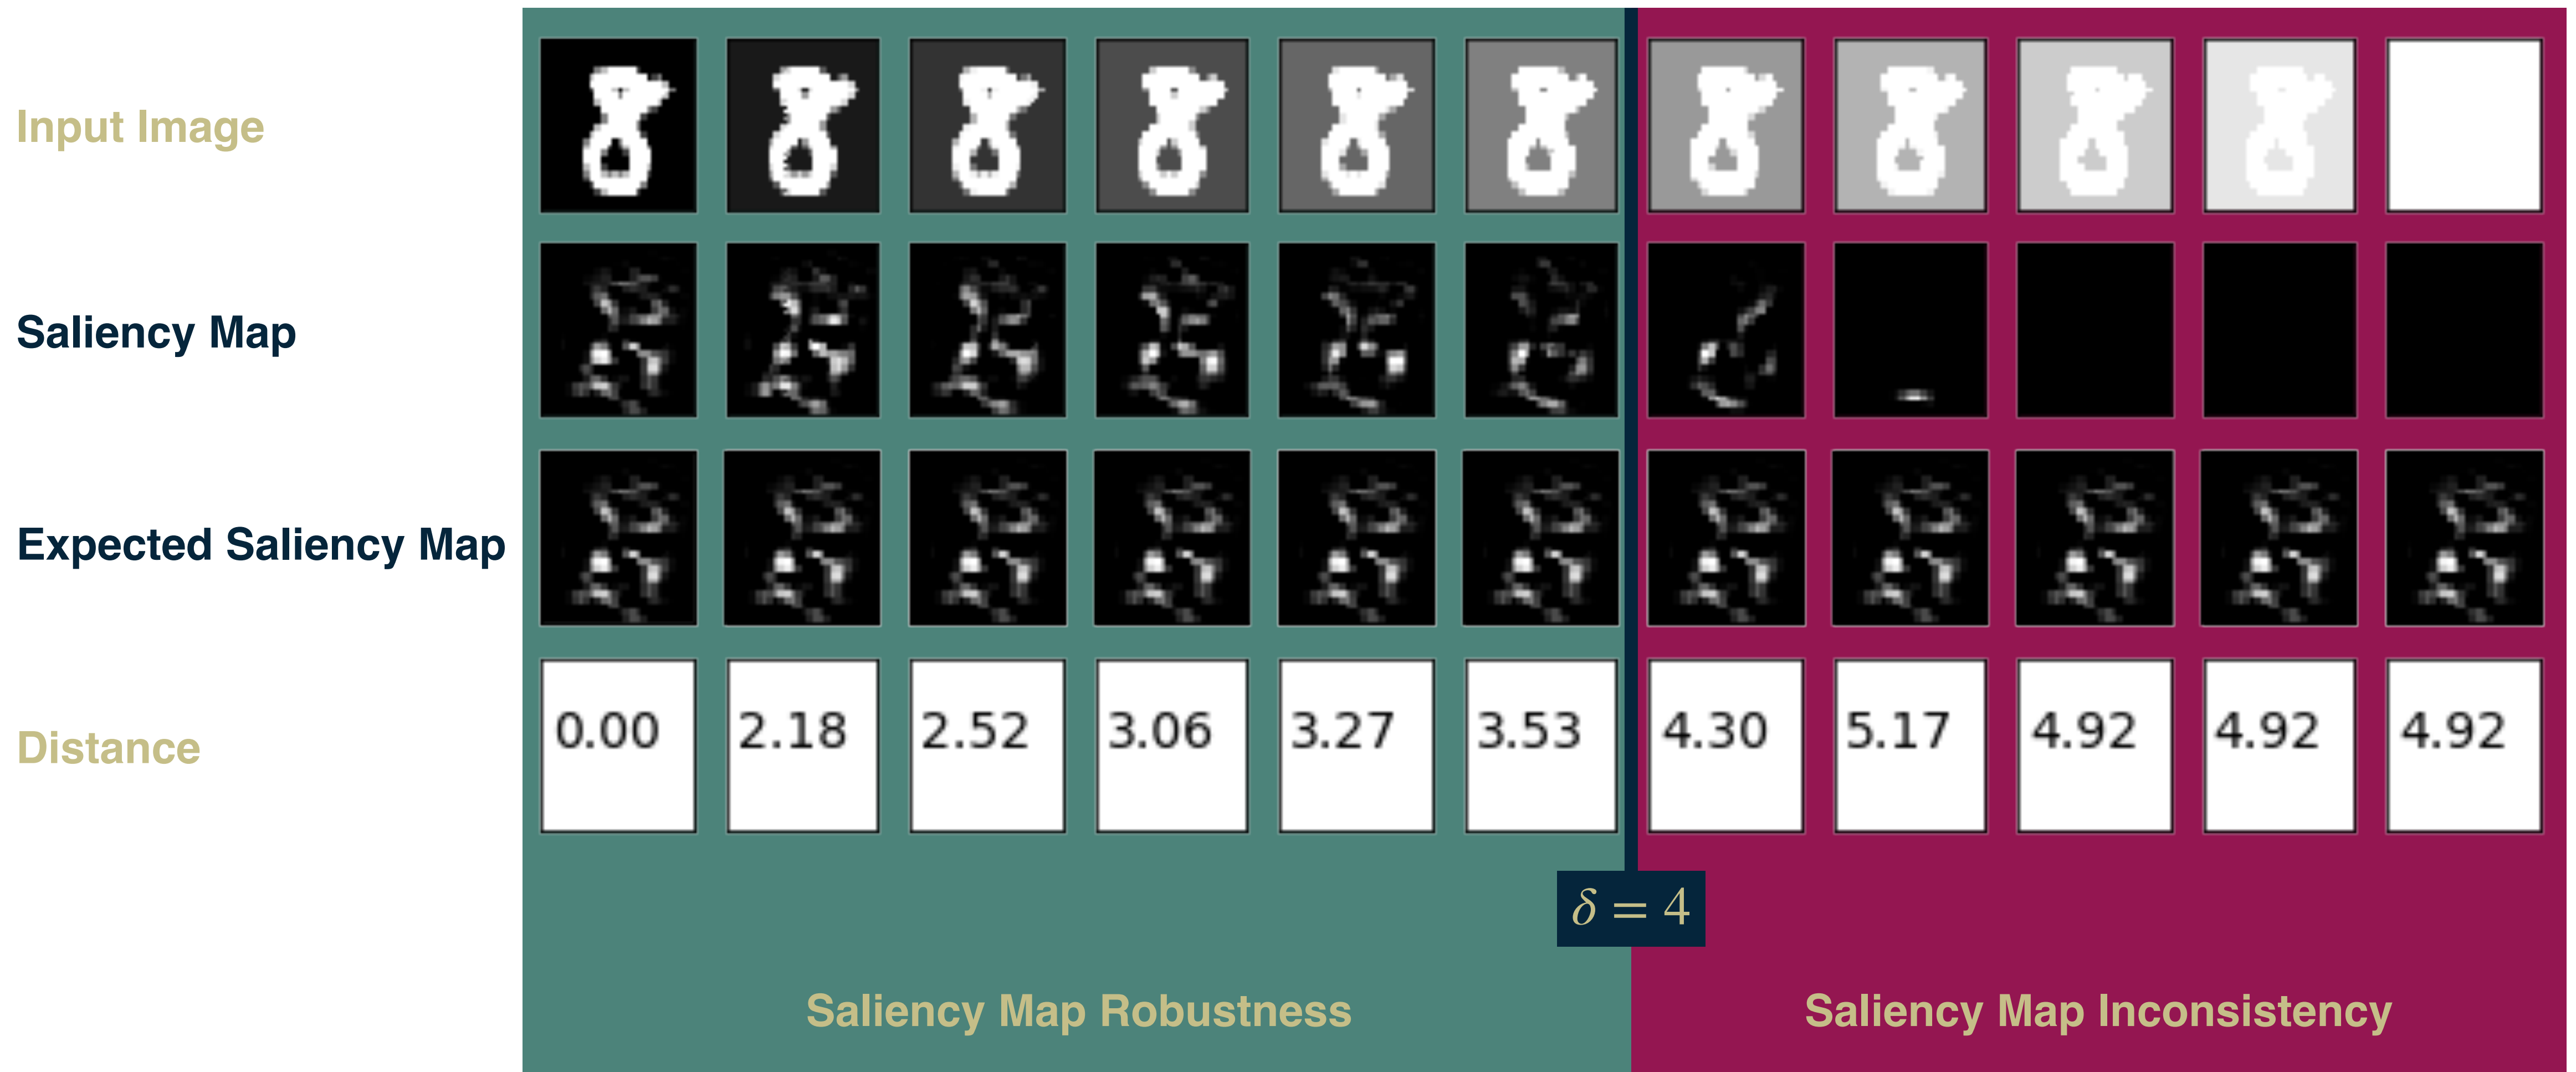 Input Image
Saliency Map
Expected Saliency Map
Distance
0.00 2.18 2.52 3.06 3.27 3.53 4.30 5.17 4.92 4.92 4.92
δ = 4
Saliency Map Robustness
Saliency Map Inconsistency